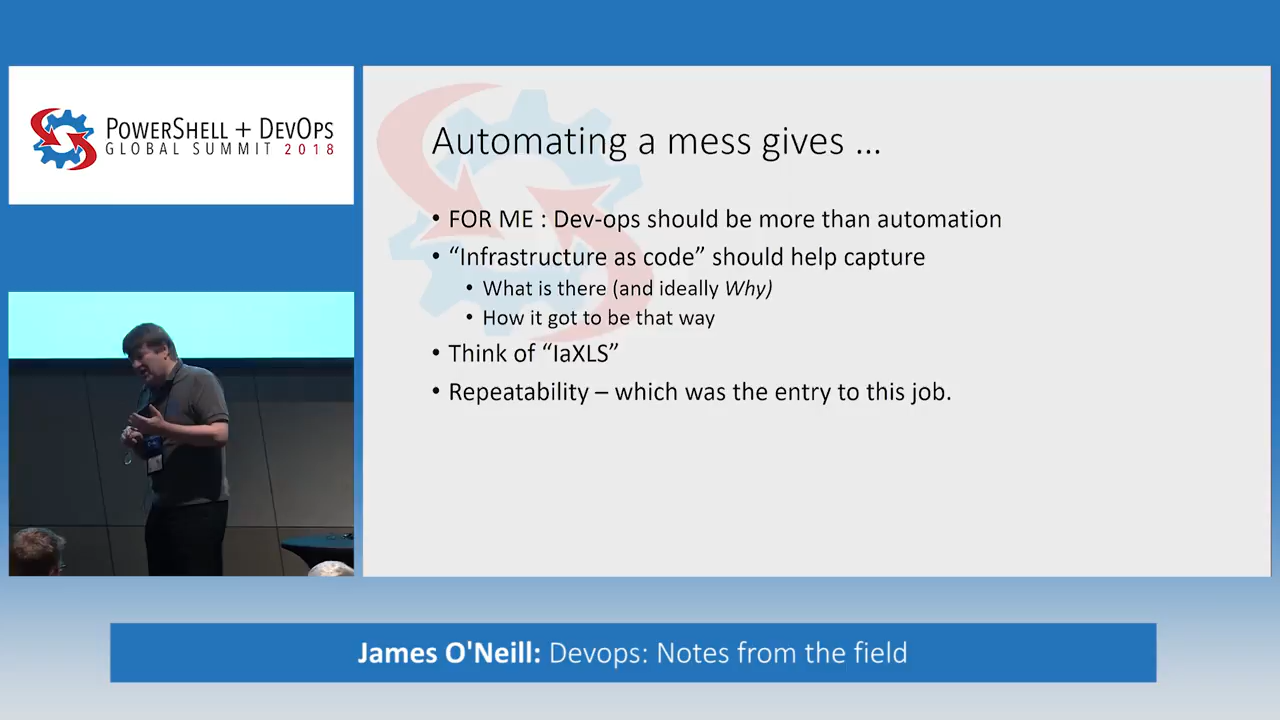 POWERSHELL + DEVOPS
GLOBAL SUMMIT 2018
Automating a mess gives ...
• FOR ME : Dev-ops should be more than automation
• “Infrastructure as code” should help capture
• What is there (and ideally Why)
• How it got to be that way
• Think of “IaXLS”
• Repeatability – which was the entry to this job.
James O'Neill: Devops: Notes from the field